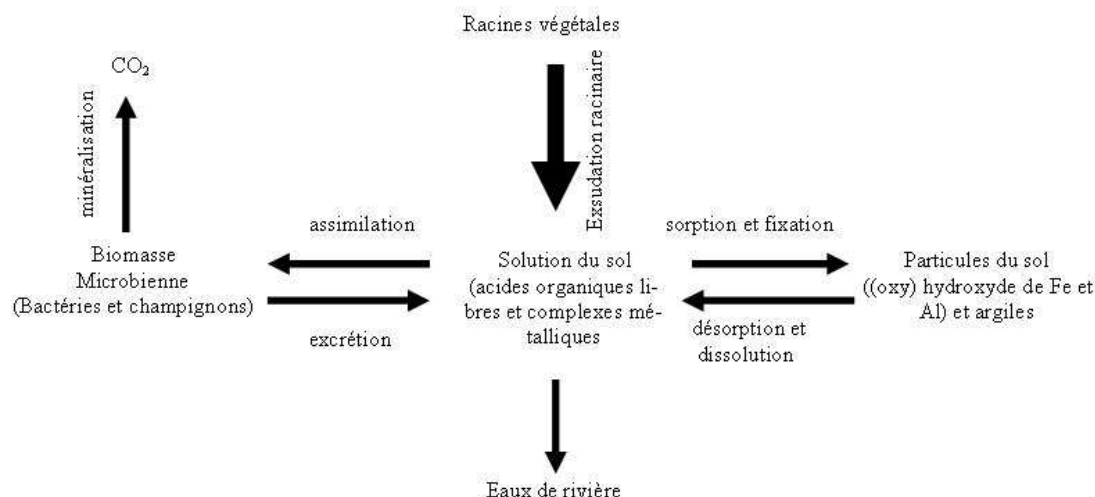 Racines végétales
CO₂
minéralisation
Exsudation racinaire
assimilation
sorption et fixation
Biomasse
Microbienne
(Bactéries et champignons)
Solution du sol
(acides organiques li-
bres et complexes mé-
talliques
Particules du sol
((oxy) hydroxyde de Fe et
Al) et argiles
excrétion
désorption et
dissolution
Eaux de rivière